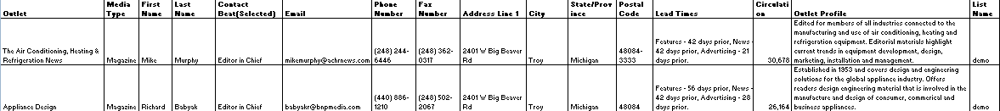 Outlet Media Type First Name Last Name Contact Beat(Selected) Email Phone Number Fax Number Address Line 1 City State/Province Postal Code Lead Times Circulation Outlet Profile List Name
The Air Conditioning, Heating & Refrigeration News Magazine Mike Murphy Editor in Chief mikemurphy@achrnews.com (248) 244-6446 (248) 362-0317 2401 W Big Beaver Rd Troy Michigan 48084-3333 Features - 42 days prior, News - 42 days prior, Advertising - 21 days prior. 30,678 Edited for members of all industries connected to the manufacturing and use of air conditioning, heating and refrigeration equipment. Editorial materials highlight current trends in equipment development, design, marketing, installation and management. demo
Appliance Design Magazine Richard Babyak Editor in Chief babyakr@bnpmedia.com (440) 886-1210 (248) 502-2067 2401 W Big Beaver Rd Troy Michigan 48084 Features - 56 days prior, News - 42 days prior, Advertising - 28 days prior. 26,164 Established in 1953 and covers design and engineering solutions for the global appliance industry. Offers readers design engineering material that is involved in the manufacture and design of consumer, commerical and business appliances. demo